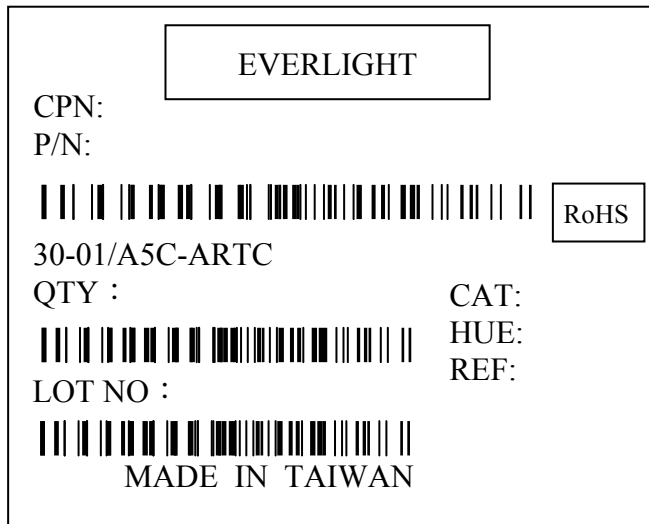 EVERLIGHT
CPN:
P/N:
RoHS
30-01/A5C-ARTC
QTY：
CAT:
HUE:
REF:
LOT NO：
MADE IN TAIWAN